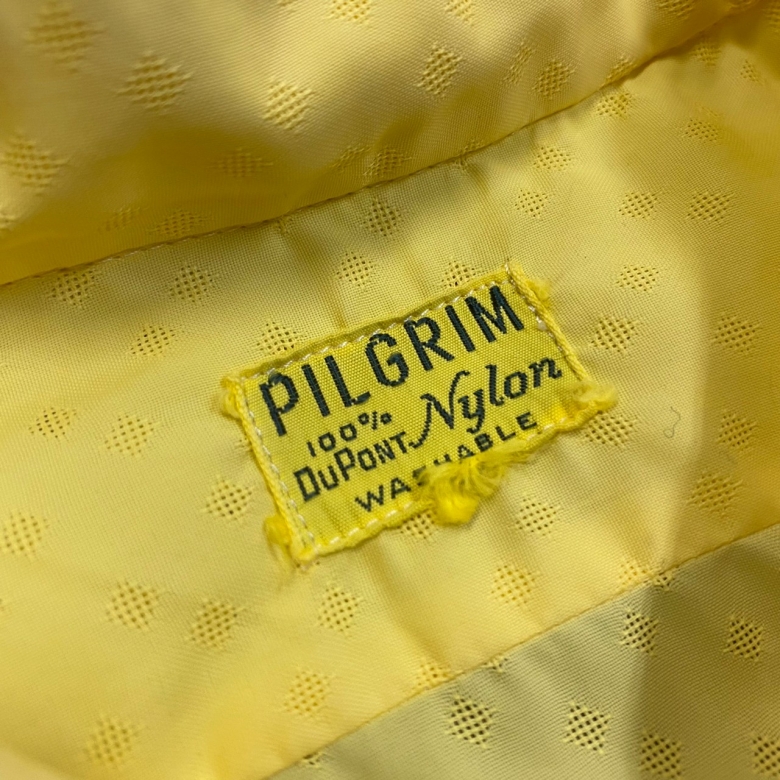 PILGRIM
100%
DUPONT Nylon
WASHABLE